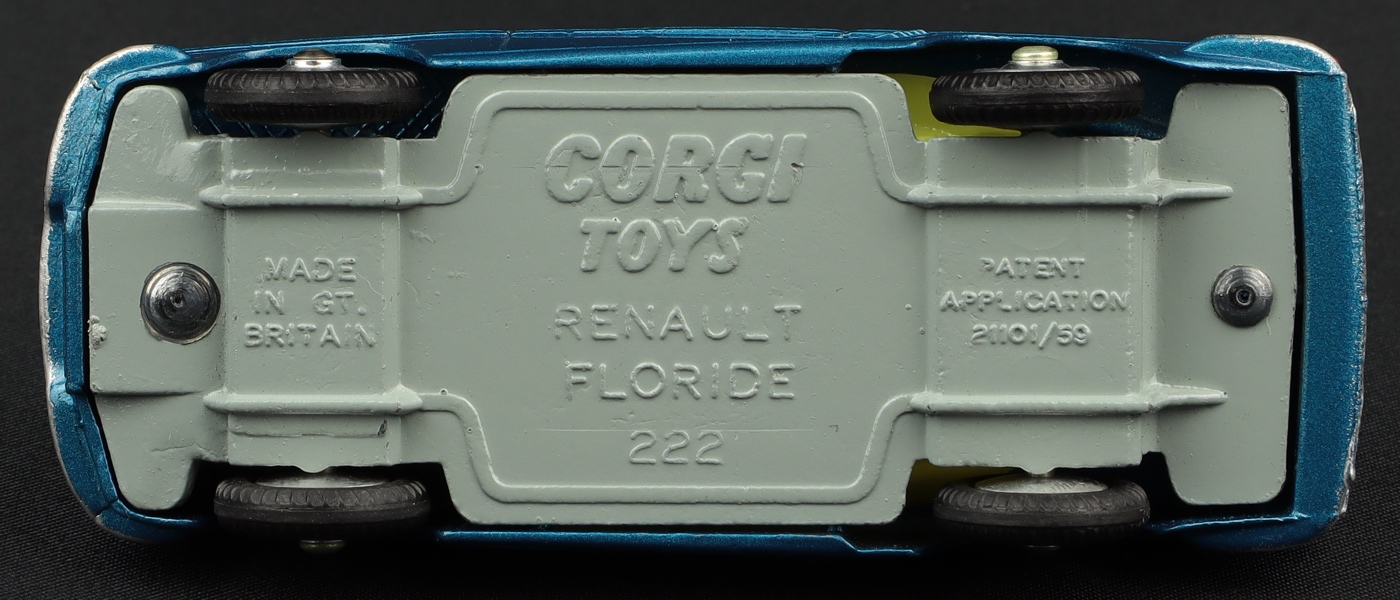 CORGI
TOYS
RENAULT
FLORIDE
222
MADE
IN GT.
BRITAIN
PATENT
APPLICATION
21101/59